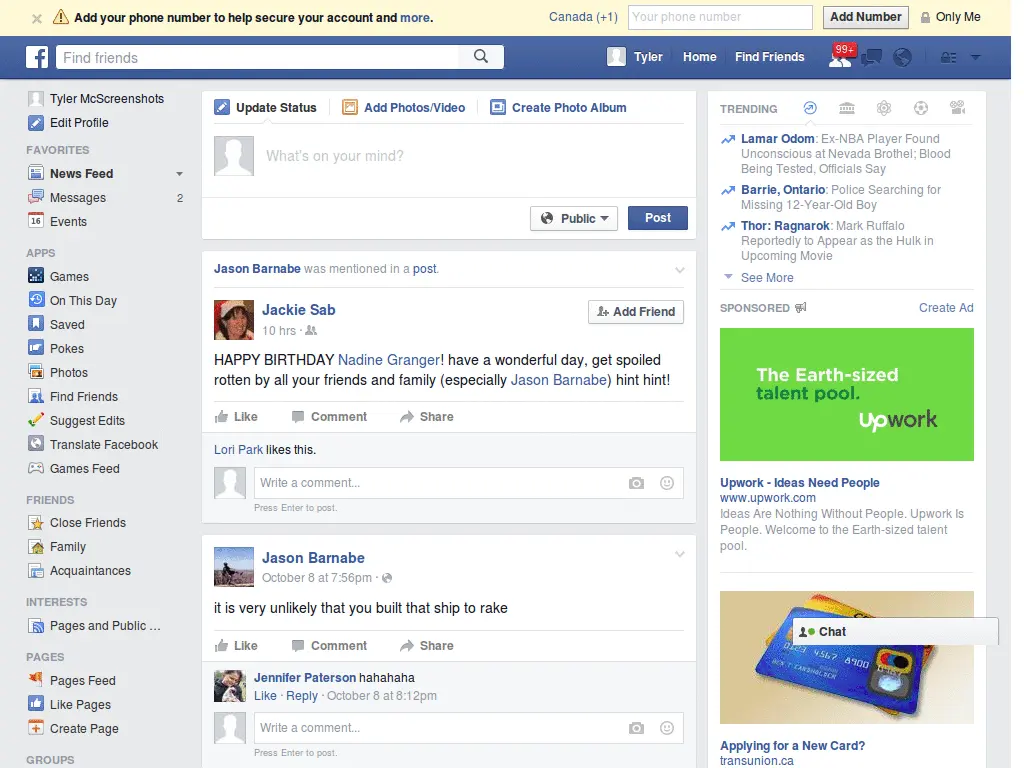 Add your phone number to help secure your account and more.
Canada (+1)
Your phone number
Add Number
Only Me
f
Find friends
Tyler
Home
Find Friends
99+
Tyler McScreenshots
Edit Profile
FAVORITES
News Feed
Messages 2
16 Events
APPS
Games
On This Day
Saved
Pokes
Photos
Find Friends
Suggest Edits
Translate Facebook
Games Feed
FRIENDS
Close Friends
Family
Acquaintances
INTERESTS
Pages and Public ...
PAGES
Pages Feed
Like Pages
Create Page
GROUPS
Update Status
Add Photos/Video
Create Photo Album
What's on your mind?
Public
Post
Jason Barnabe was mentioned in a post.
Jackie Sab
10 hrs ·
Add Friend
HAPPY BIRTHDAY Nadine Granger! have a wonderful day, get spoiled
rotten by all your friends and family (especially Jason Barnabe) hint hint!
Like Comment Share
Lori Park likes this.
Write a comment...
Press Enter to post.
Jason Barnabe
October 8 at 7:56pm ·
it is very unlikely that you built that ship to rake
Like Comment Share
Jennifer Paterson hahahaha
Like · Reply · October 8 at 8:12pm
Write a comment...
Press Enter to post.
TRENDING
Lamar Odom: Ex-NBA Player Found
Unconscious at Nevada Brothel; Blood
Being Tested, Officials Say
Barrie, Ontario: Police Searching for
Missing 12-Year-Old Boy
Thor: Ragnarok: Mark Ruffalo
Reportedly to Appear as the Hulk in
Upcoming Movie
See More
SPONSORED
Create Ad
The Earth-sized
talent pool.
Upwork
Upwork - Ideas Need People
www.upwork.com
Ideas Are Nothing Without People. Upwork Is
People. Welcome to the Earth-sized talent
pool.
Chat
4567 8900
Applying for a New Card?
transunion.ca